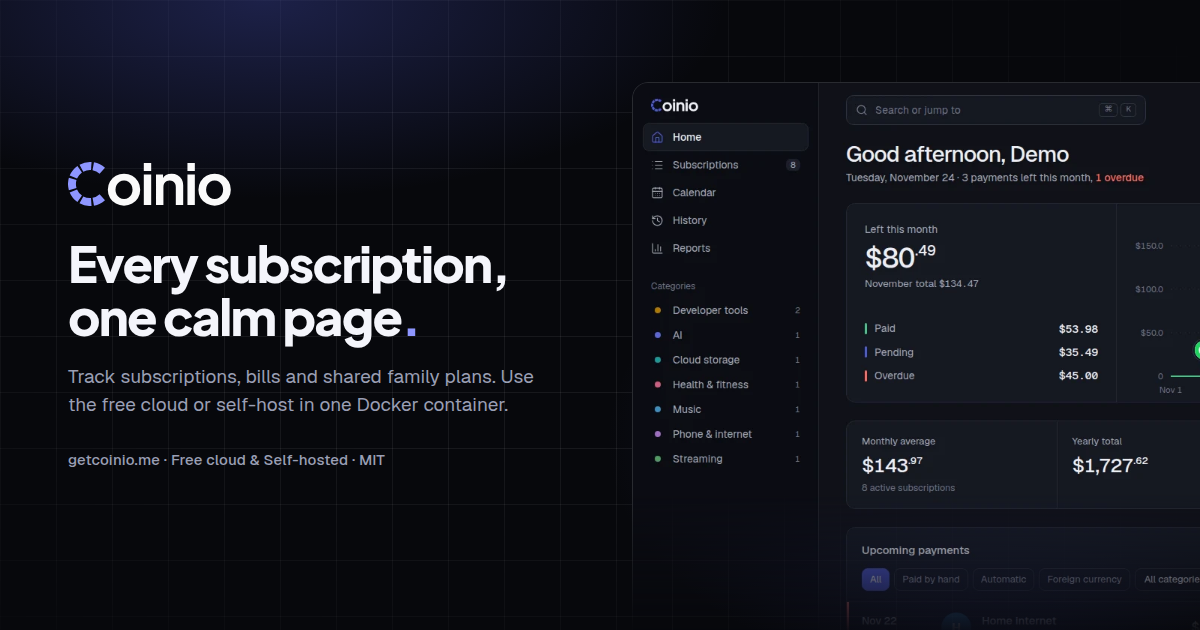 Coinio
Every subscription,
one calm page.
Track subscriptions, bills and shared family plans. Use
the free cloud or self-host in one Docker container.
getcoinio.me · Free cloud & Self-hosted · MIT
Coinio
Home
Subscriptions 8
Calendar
History
Reports
Categories
Developer tools 2
AI 1
Cloud storage 1
Health & fitness 1
Music 1
Phone & internet 1
Streaming 1
Search or jump to ⌘ K
Good afternoon, Demo
Tuesday, November 24 · 3 payments left this month, 1 overdue
Left this month
$80.49
November total $134.47
Paid $53.98
Pending $35.49
Overdue $45.00
$150.0
$100.0
$50.0
0
Nov 1
Monthly average
$143.97
8 active subscriptions
Yearly total
$1,727.62
Upcoming payments
All Paid by hand Automatic Foreign currency All categorie
Nov 22 Home Internet